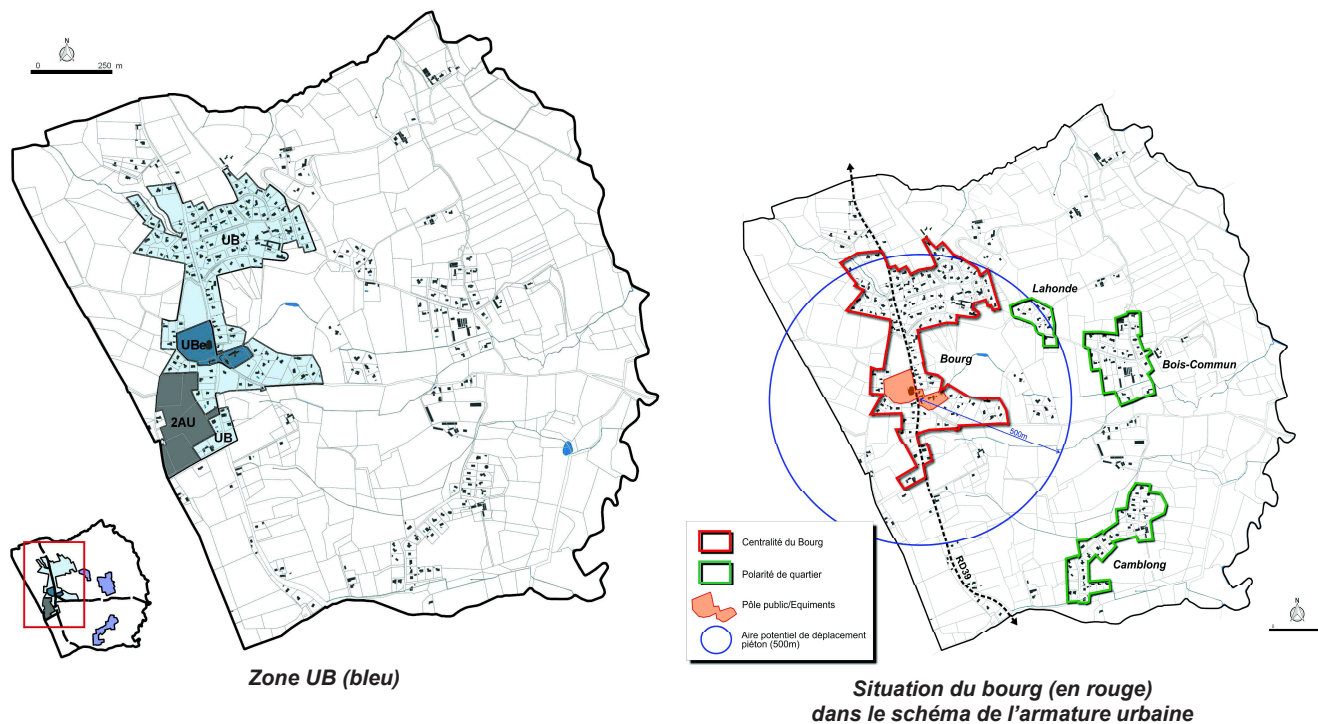 N
0 250 m
UB
UBe
2AU
UB
Zone UB (bleu)
Lahonde
Bois-Commun
Bourg
500m
Camblong
RD39
Centralité du Bourg
Polarité de quartier
Pôle public/Equiments
Aire potentiel de déplacement
piéton (500m)
N
Situation du bourg (en rouge)
dans le schéma de l'armature urbaine